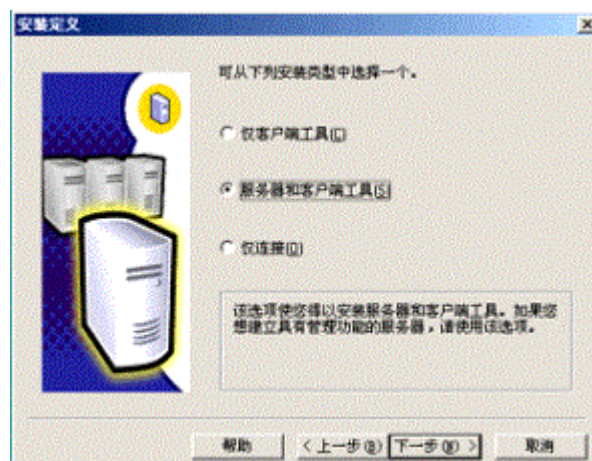 安装定义
可从下列安装类型中选择一个。
仅客户端工具(C)
服务器和客户端工具(S)
仅连接(O)
该选项使您得以安装服务器和客户端工具。如果您
想建立具有管理功能的服务器，请使用该选项。
帮助
< 上一步(B)
下一步(N) >
取消